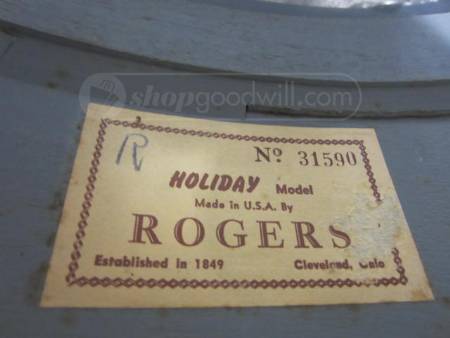 shopgoodwill.com
R
Nº 31590
HOLIDAY Model
Made in U.S.A. By
ROGERS
Established in 1849 Cleveland, Ohio